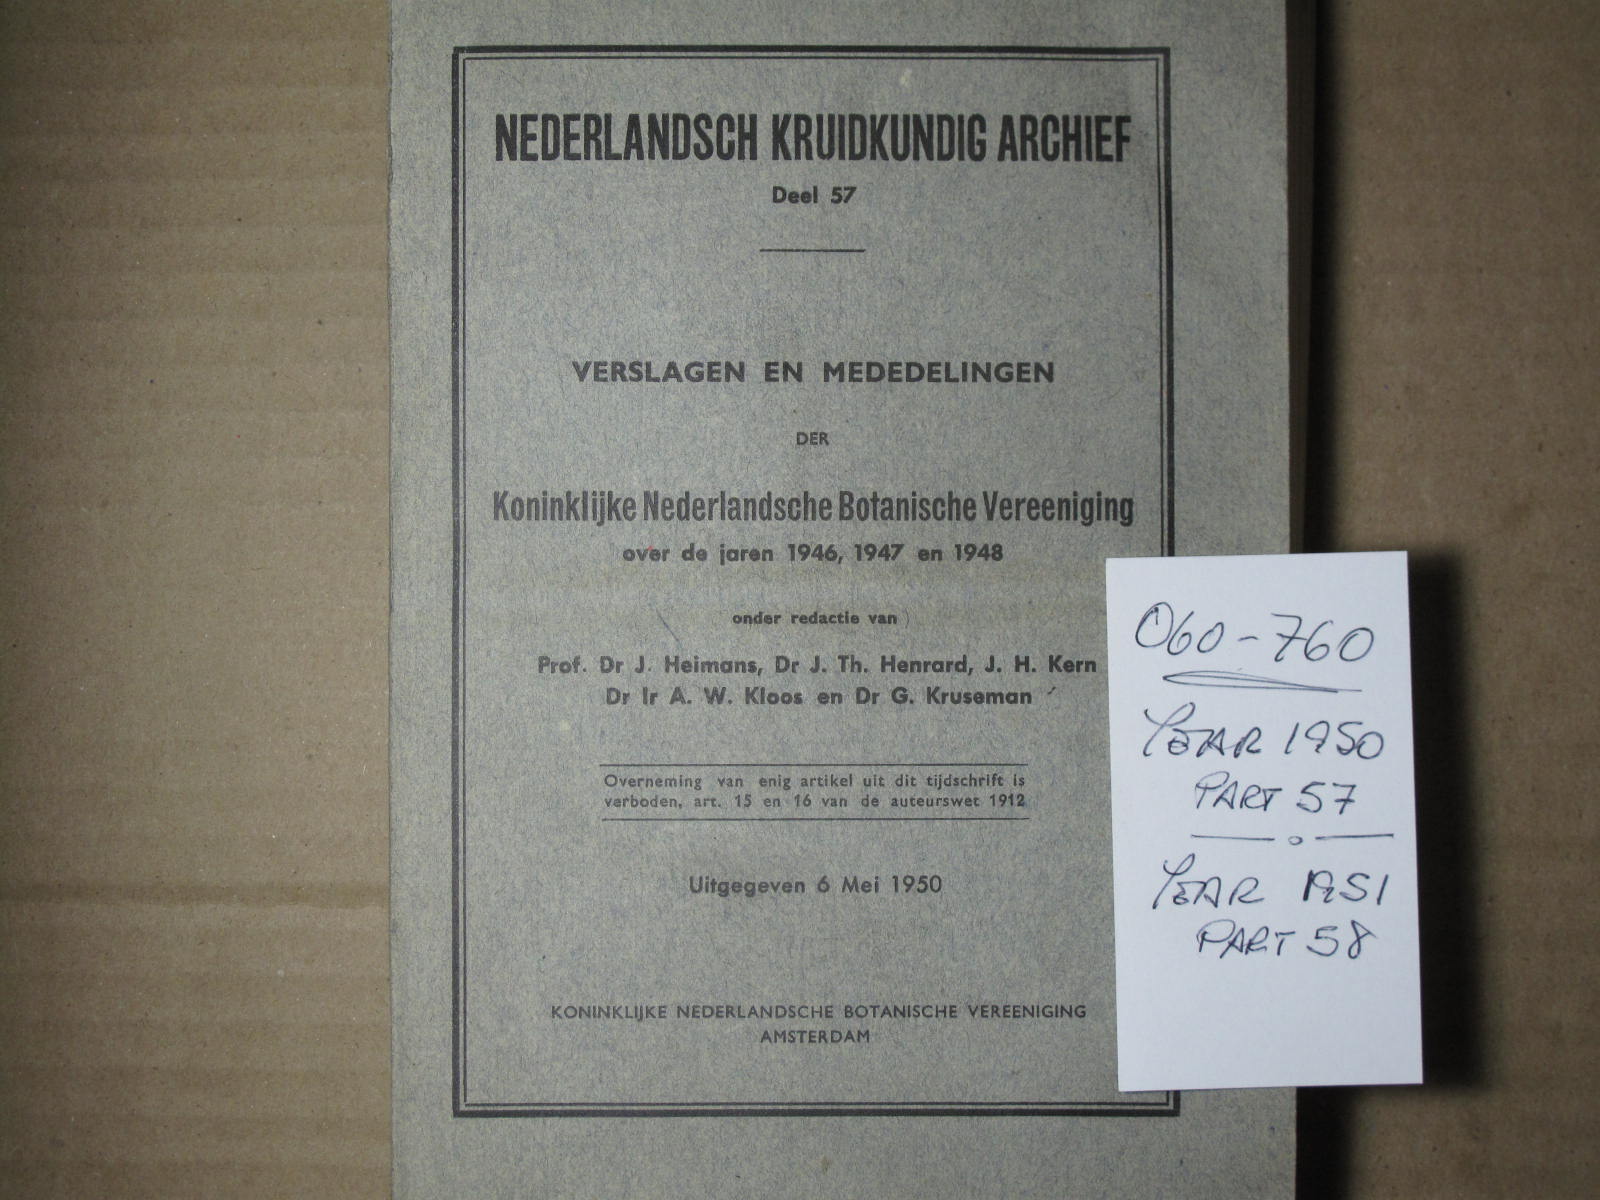 NEDERLANDSCH KRUIDKUNDIG ARCHIEF
Deel 57
VERSLAGEN EN MEDEDELINGEN
DER
Koninklijke Nederlandsche Botanische Vereeniging
over de jaren 1946, 1947 en 1948
onder redactie van
Prof. Dr J. Heimans, Dr J. Th. Henrard, J. H. Kern
Dr Ir A. W. Kloos en Dr G. Kruseman
Overneming van enig artikel uit dit tijdschrift is
verboden, art. 15 en 16 van de auteurswet 1912
Uitgegeven 6 Mei 1950
KONINKLIJKE NEDERLANDSCHE BOTANISCHE VEREENIGING
AMSTERDAM
060-760
YEAR 1950
PART 57
YEAR 1951
PART 58